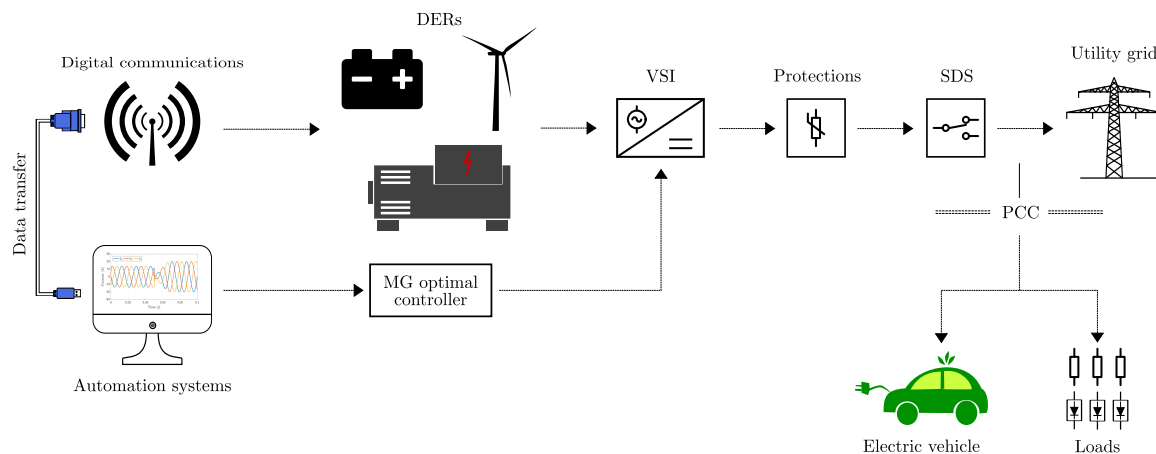 DERs
Digital communications
VSI
Protections
SDS
Utility grid
Data transfer
PCC
MG optimal
controller
Time (s)
Automation systems
Electric vehicle
Loads